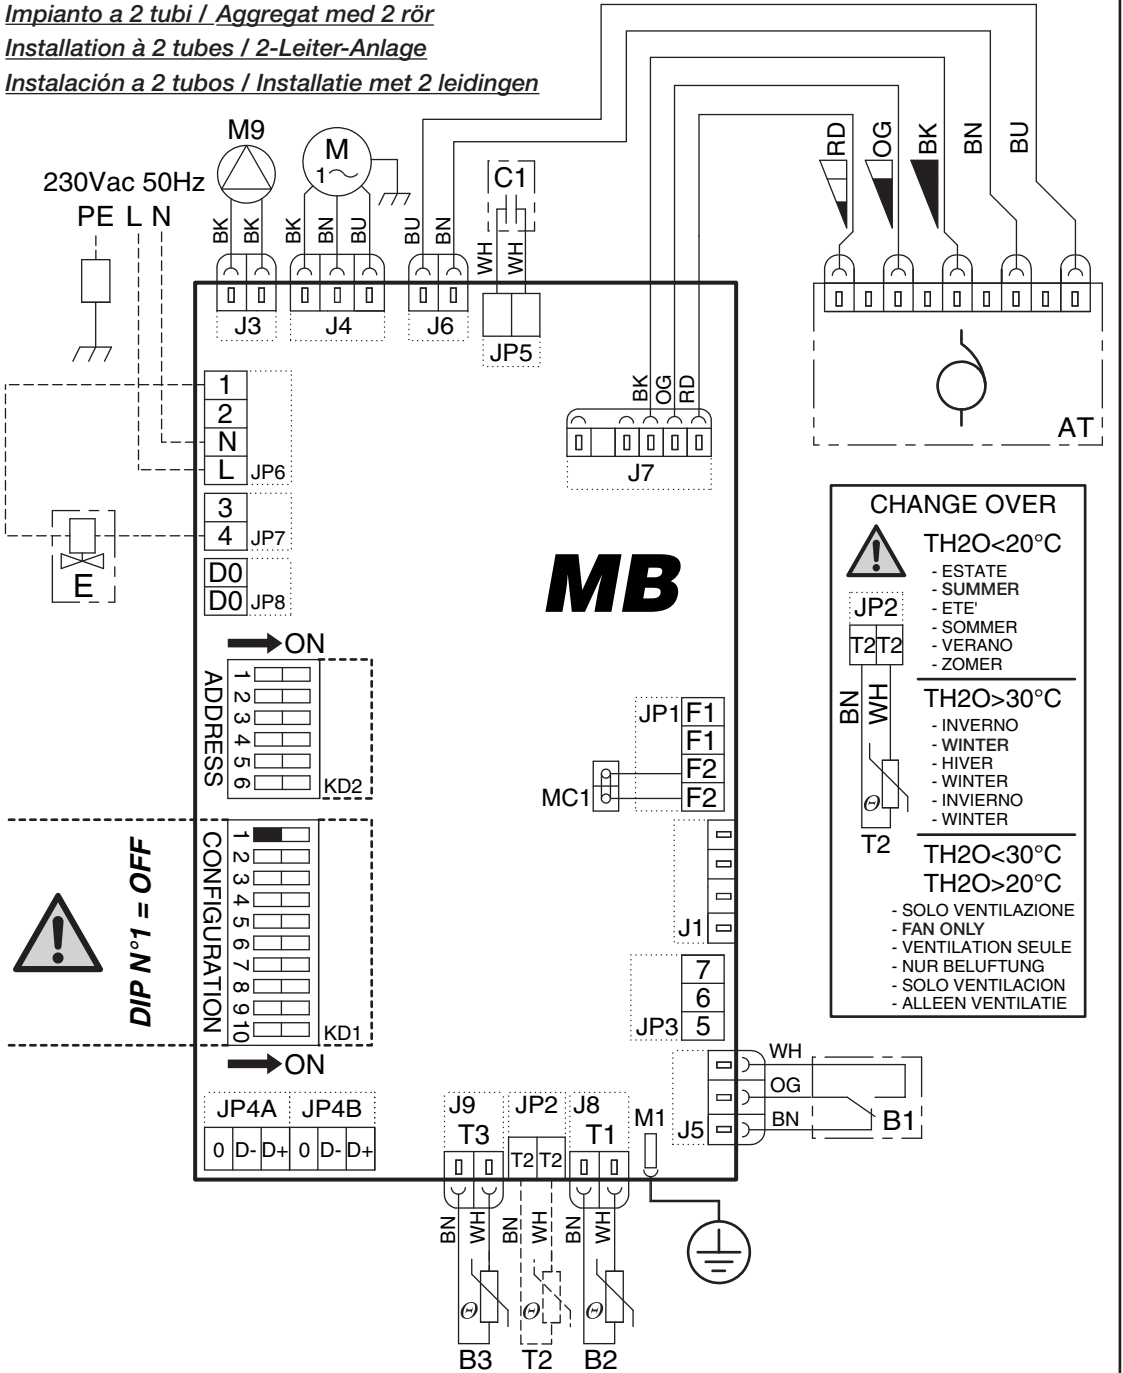 Impianto a 2 tubi / Aggregat med 2 rör
Installation à 2 tubes / 2-Leiter-Anlage
Instalación a 2 tubos / Installatie met 2 leidingen
M9
M
1
C1
230Vac 50Hz
PE L N
BK
BK
BK
BN
BU
BU
BN
WH
WH
RD
OG
BK
BN
BU
J3
J4
J6
JP5
AT
BK
OG
RD
J7
1
2
N
L
JP6
3
4
JP7
E
D0
D0
JP8
MB
ON
ADDRESS
1
2
3
4
5
6
KD2
DIP N°1 = OFF
CONFIGURATION
1
2
3
4
5
6
7
8
9
10
KD1
ON
JP1
F1
F1
F2
F2
MC1
J1
7
6
5
JP3
J5
WH
OG
BN
B1
CHANGE OVER
TH2O<20°C
- ESTATE
- SUMMER
- ETE'
- SOMMER
- VERANO
- ZOMER
JP2
T2 T2
BN
WH
Θ
T2
TH2O>30°C
- INVERNO
- WINTER
- HIVER
- WINTER
- INVIERNO
- WINTER
TH2O<30°C
TH2O>20°C
- SOLO VENTILAZIONE
- FAN ONLY
- VENTILATION SEULE
- NUR BELUFTUNG
- SOLO VENTILACION
- ALLEEN VENTILATIE
JP4A JP4B
0 D- D+ 0 D- D+
J9 JP2 J8
T3
T2 T2
T1
M1
BN
WH
BN
WH
BN
WH
Θ
Θ
Θ
B3 T2 B2